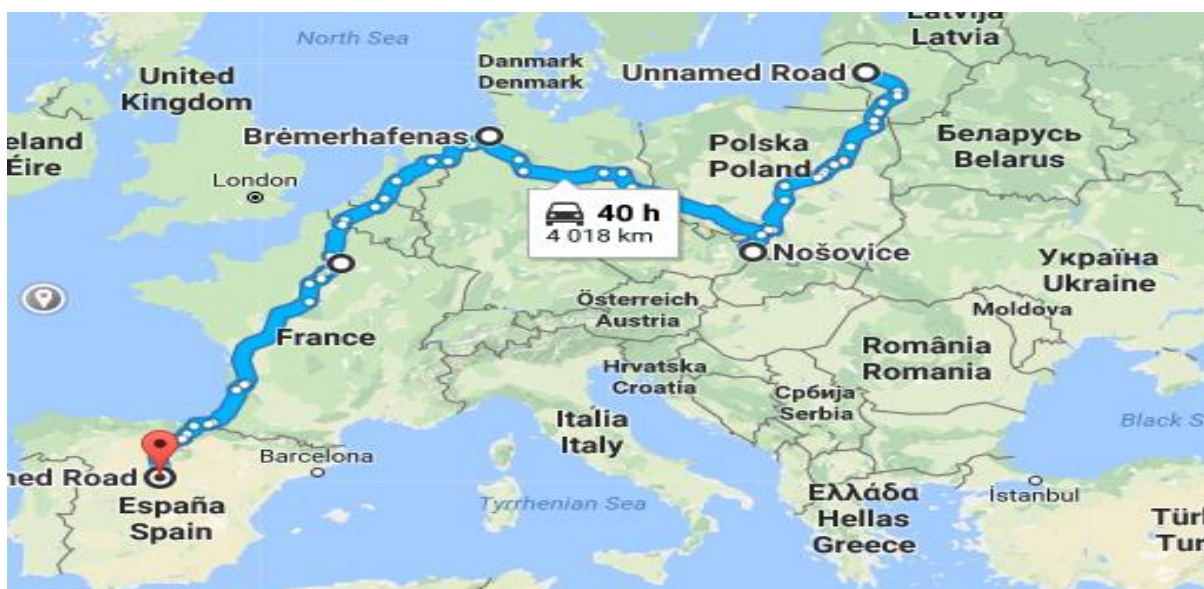 Latvija
Latvia
North Sea
Danmark
Denmark
Unnamed Road
United
Kingdom
Brėmerhafenas
Беларусь
Belarus
eland
Éire
Polska
Poland
London
40 h
4 018 km
Nošovice
Україна
Ukraine
Österreich
Austria
Moldova
France
România
Romania
Hrvatska
Croatia
Србија
Serbia
Italia
Italy
Black S
Barcelona
ned Road
España
Spain
Tyrrhenian Sea
Ελλάδα
Hellas
Greece
İstanbul
Tür
Tur